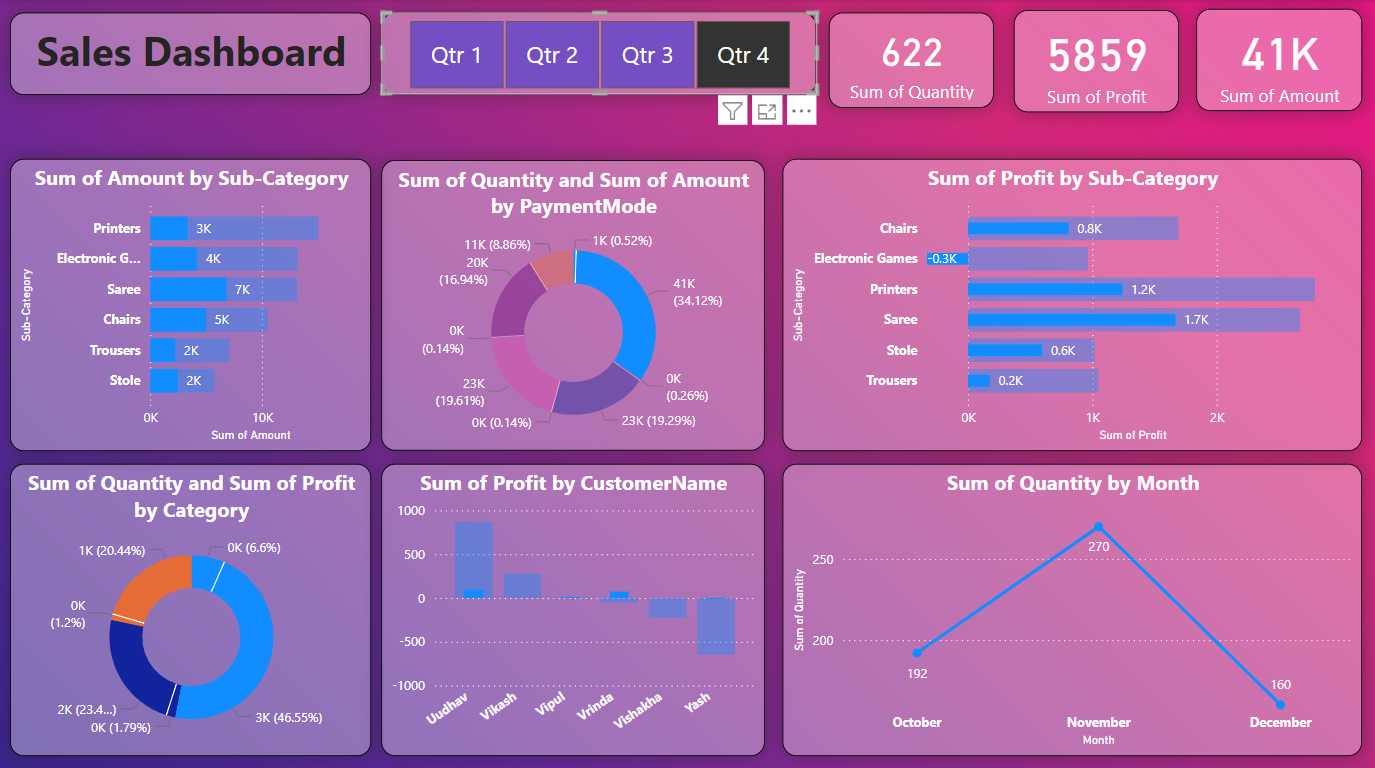 Sales Dashboard
Qtr 1
Qtr 2
Qtr 3
Qtr 4
622
Sum of Quantity
5859
Sum of Profit
41K
Sum of Amount
Sum of Amount by Sub-Category
Sub-Category
Printers
3K
Electronic G...
4K
Saree
7K
Chairs
5K
Trousers
2K
Stole
2K
0K
10K
Sum of Amount
Sum of Quantity and Sum of Amount
by PaymentMode
11K (8.86%)
1K (0.52%)
20K
(16.94%)
41K
(34.12%)
0K
(0.14%)
0K
(0.26%)
23K
(19.61%)
0K (0.14%)
23K (19.29%)
Sum of Profit by Sub-Category
Sub-Category
Chairs
0.8K
Electronic Games
-0.3K
Printers
1.2K
Saree
1.7K
Stole
0.6K
Trousers
0.2K
0K
1K
2K
Sum of Profit
Sum of Quantity and Sum of Profit
by Category
1K (20.44%)
0K (6.6%)
0K
(1.2%)
2K (23.4...)
0K (1.79%)
3K (46.55%)
Sum of Profit by CustomerName
1000
500
0
-500
-1000
Uudhav
Vikash
Vipul
Vrinda
Vishakha
Yash
Sum of Quantity by Month
Sum of Quantity
250
200
192
270
160
October
November
December
Month